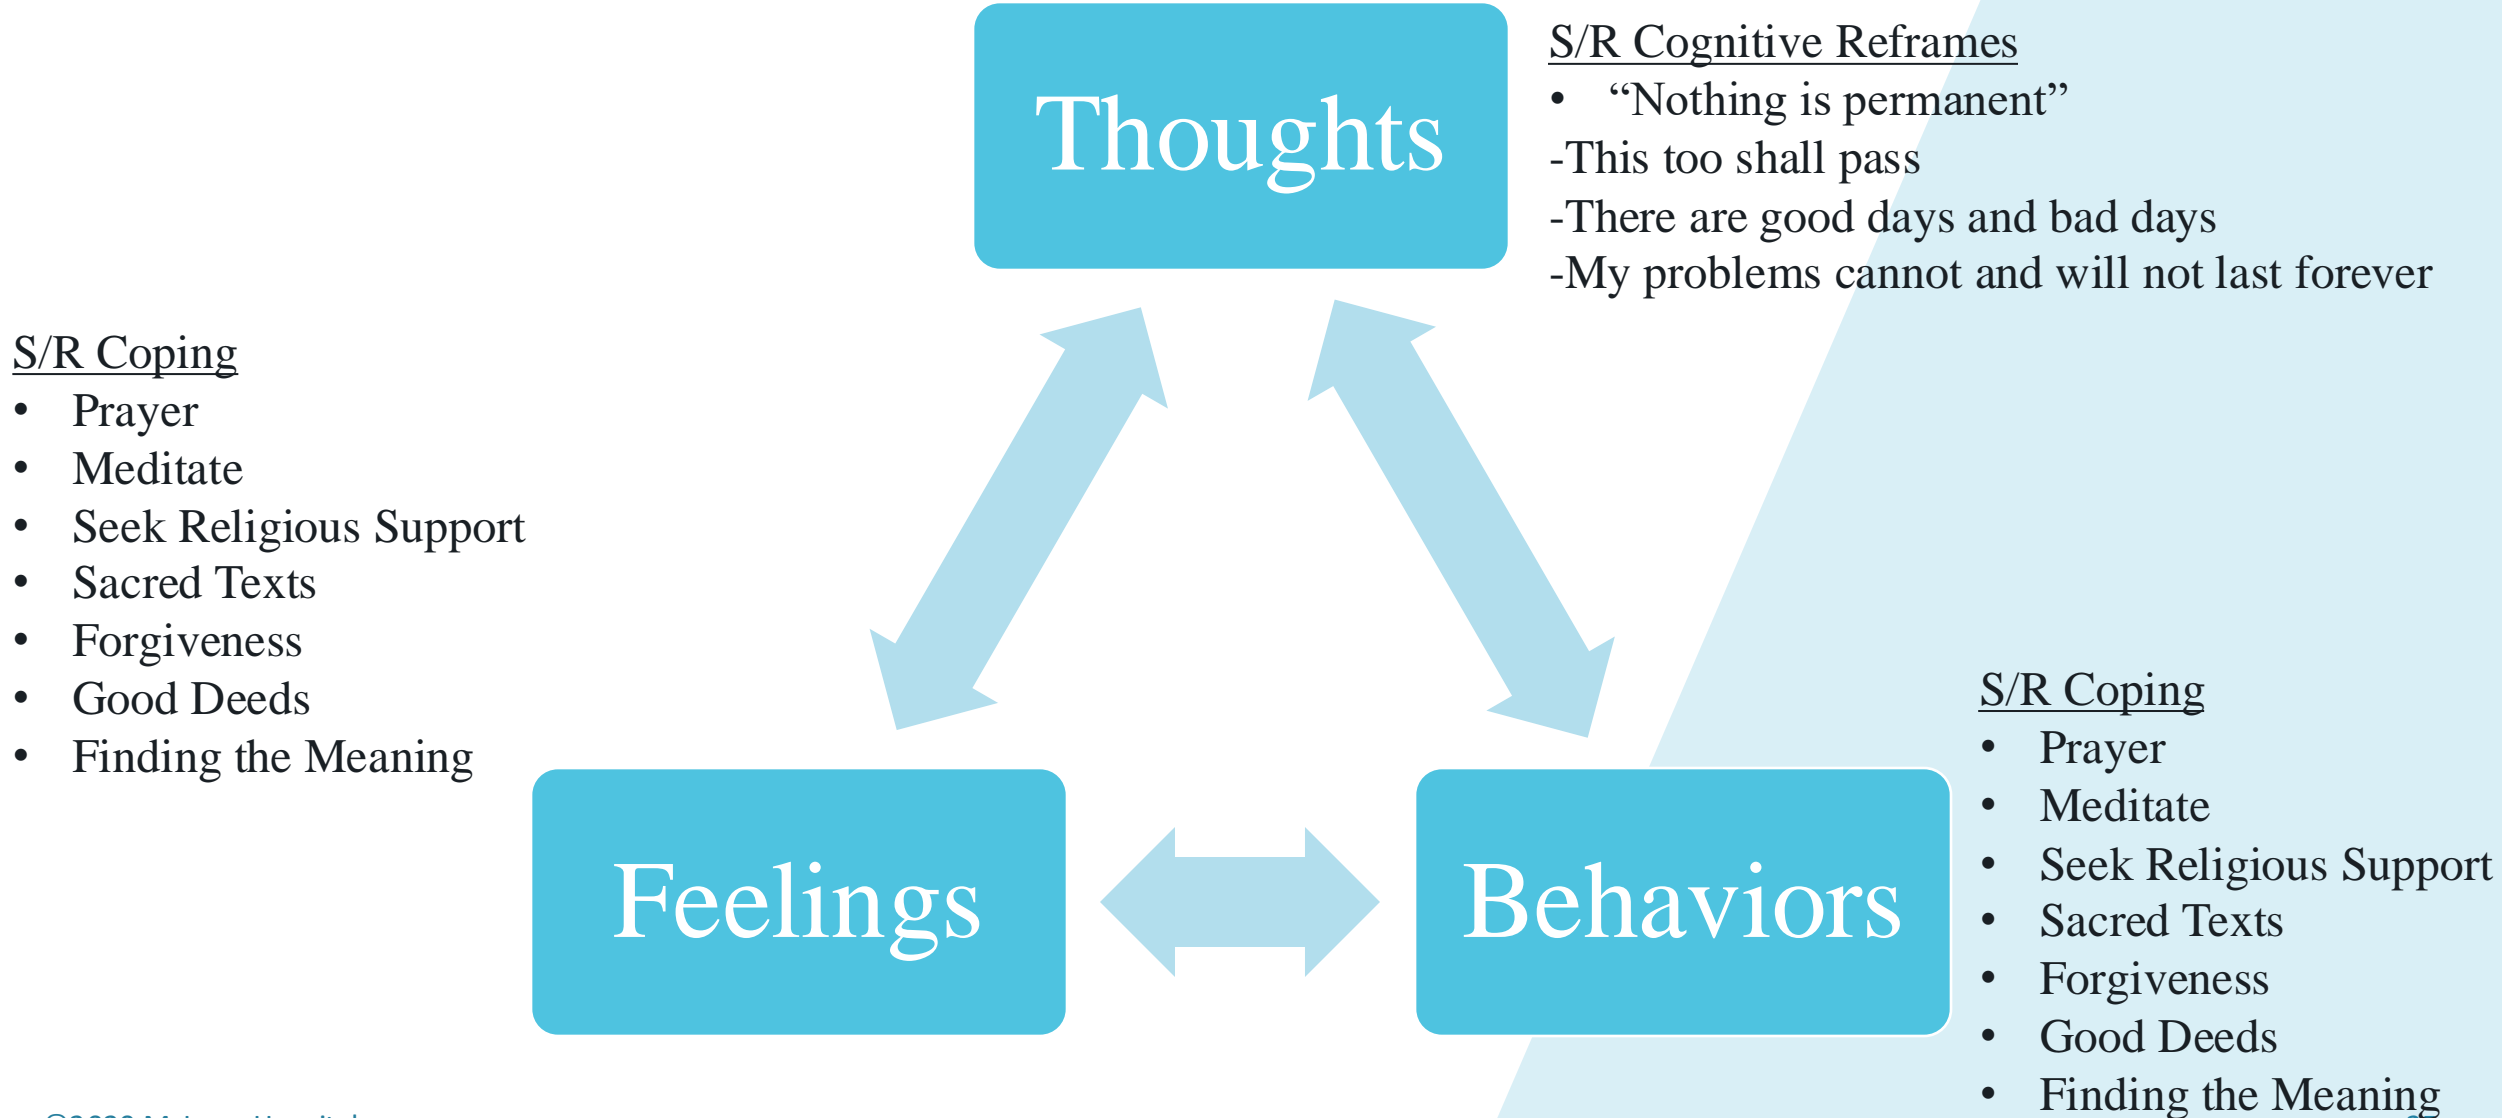 Thoughts
S/R Cognitive Reframes
• “Nothing is permanent”
-This too shall pass
-There are good days and bad days
-My problems cannot and will not last forever
S/R Coping
• Prayer
• Meditate
• Seek Religious Support
• Sacred Texts
• Forgiveness
• Good Deeds
• Finding the Meaning
Feelings
Behaviors
S/R Coping
• Prayer
• Meditate
• Seek Religious Support
• Sacred Texts
• Forgiveness
• Good Deeds
• Finding the Meaning